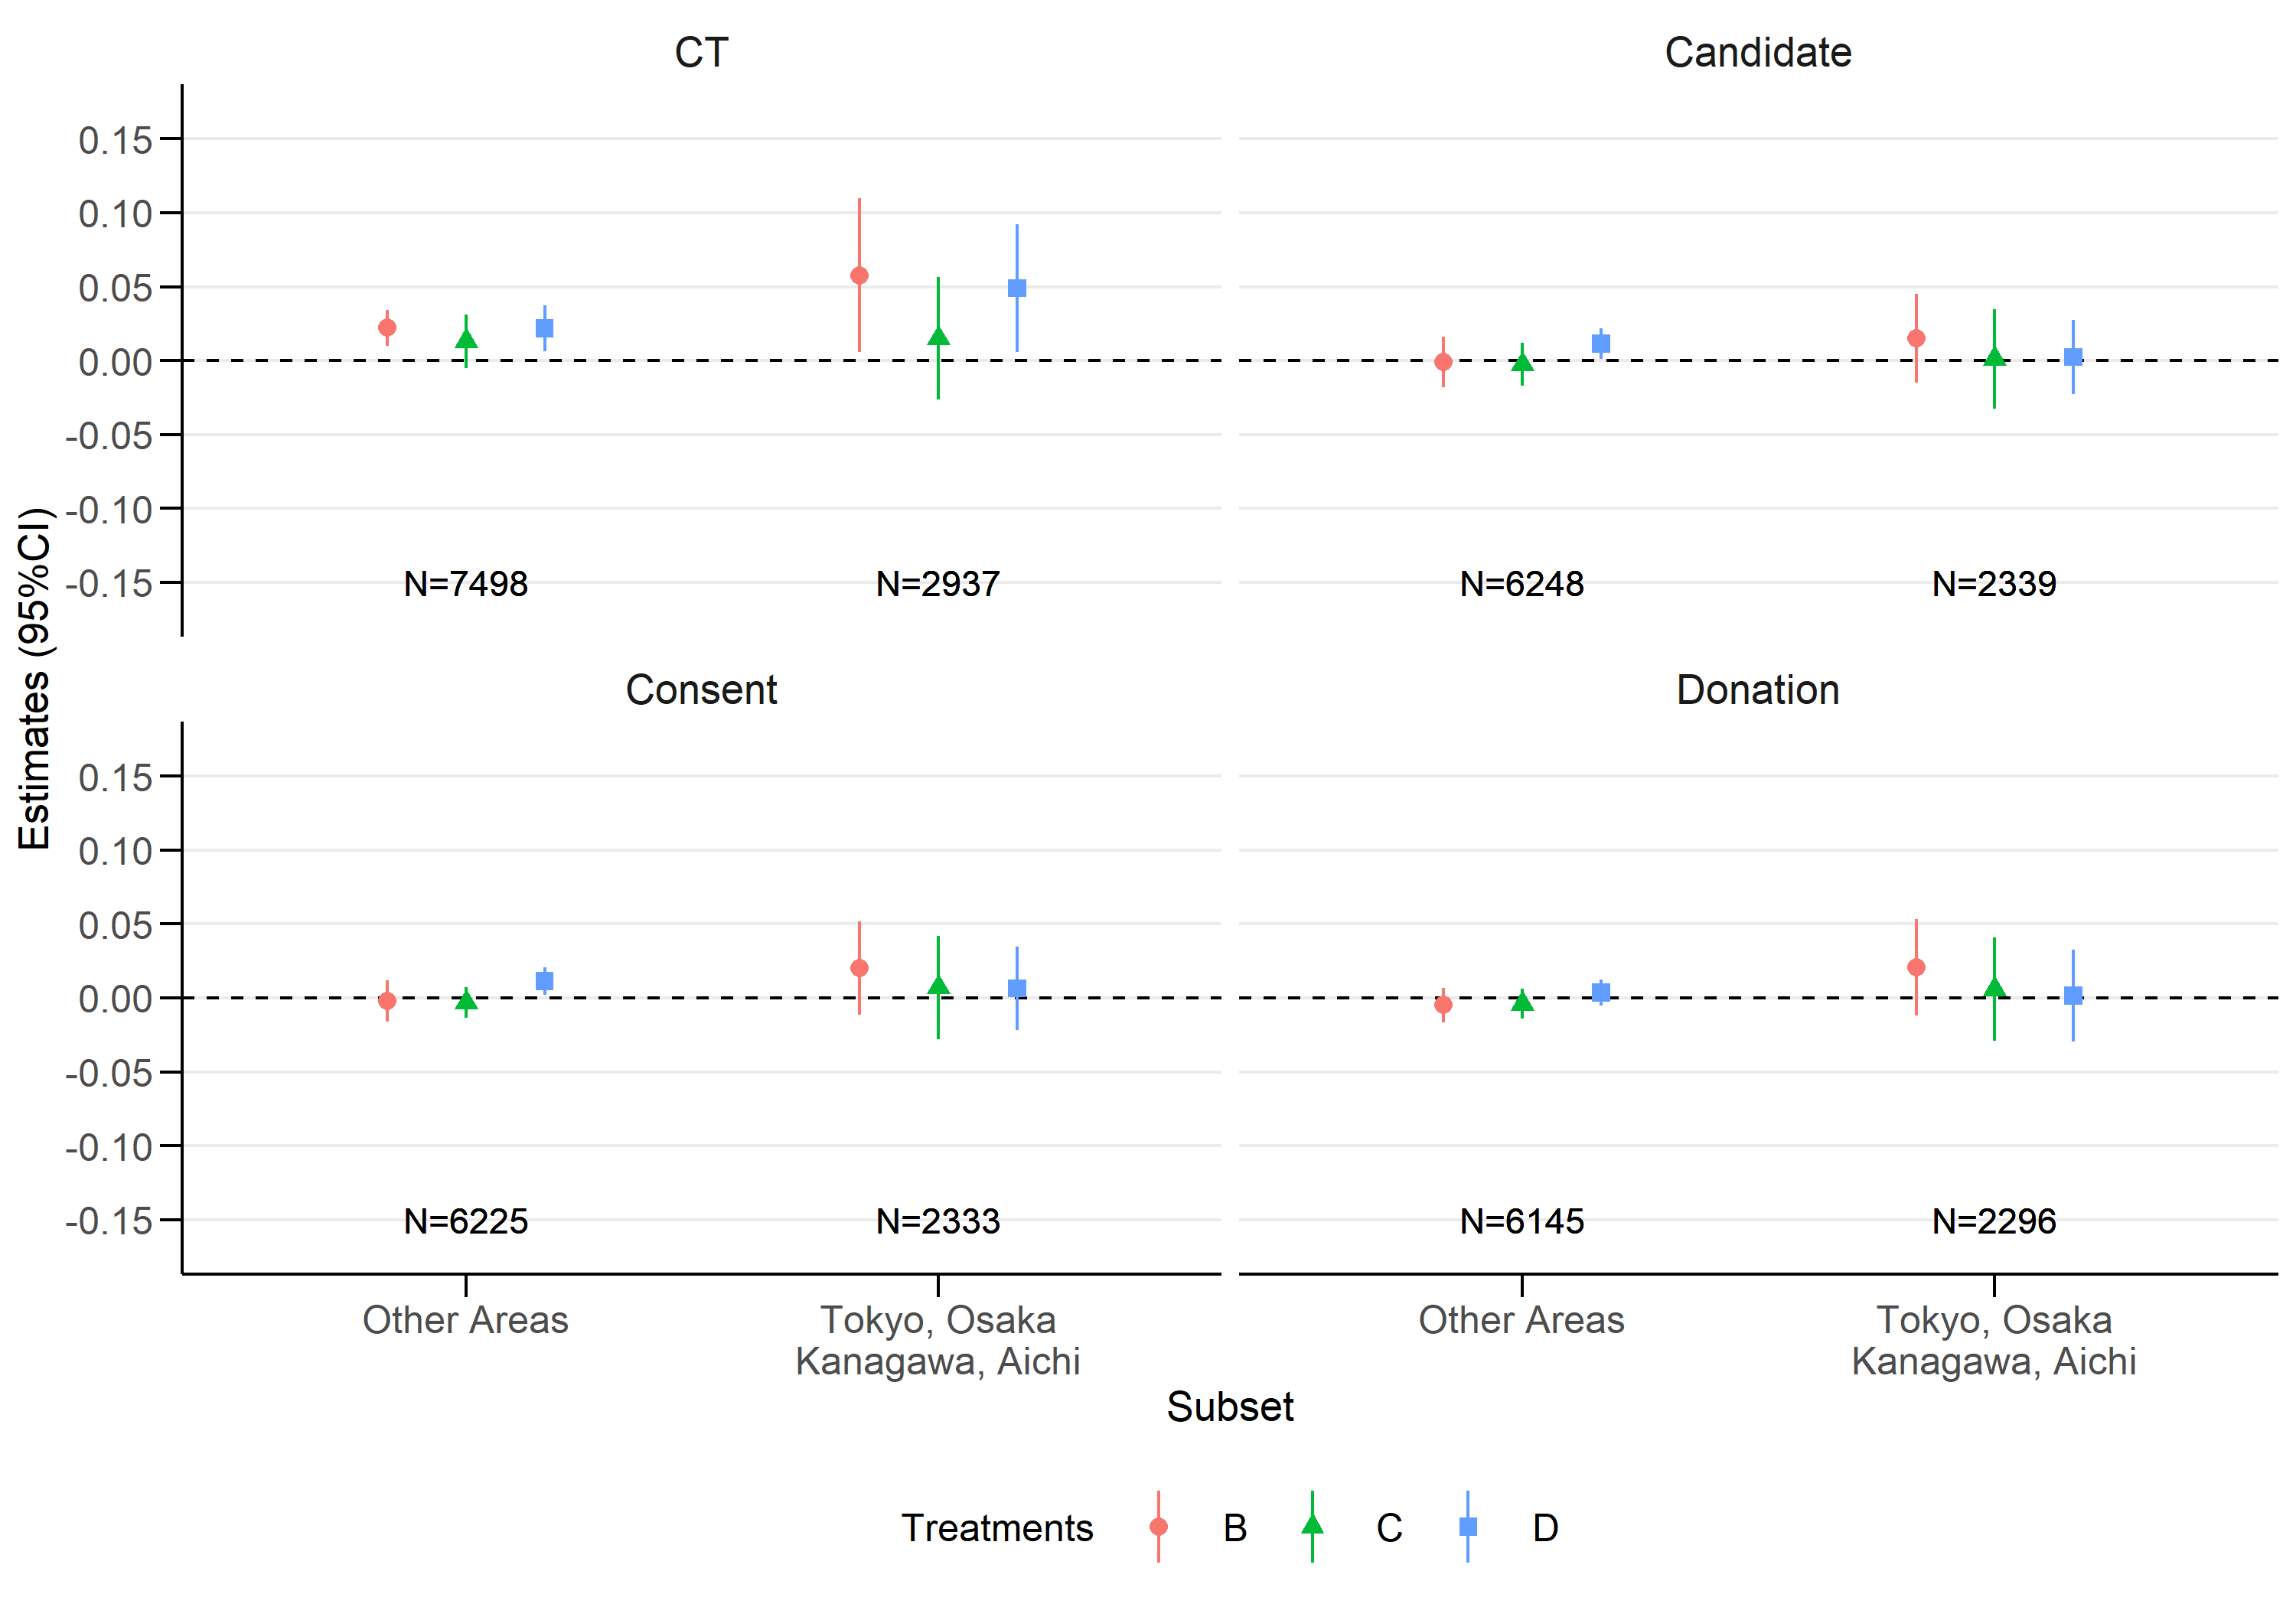 CT
Candidate
0.15
0.10
0.05
0.00
-0.05
-0.10
-0.15
N=7498
N=2937
N=6248
N=2339
Estimates (95%CI)
Consent
Donation
0.15
0.10
0.05
0.00
-0.05
-0.10
-0.15
N=6225
N=2333
N=6145
N=2296
Other Areas
Tokyo, Osaka
Kanagawa, Aichi
Other Areas
Tokyo, Osaka
Kanagawa, Aichi
Subset
Treatments B C D